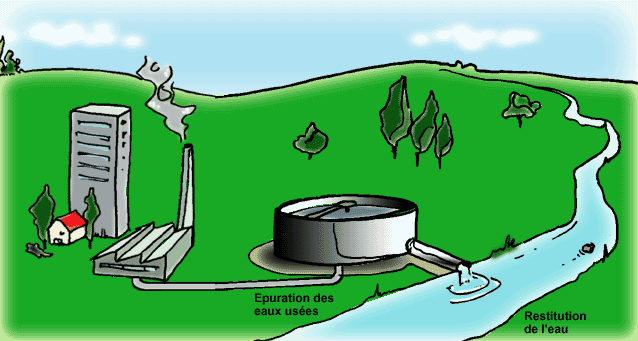 Epuration des
eaux usées
Restitution
de l'eau